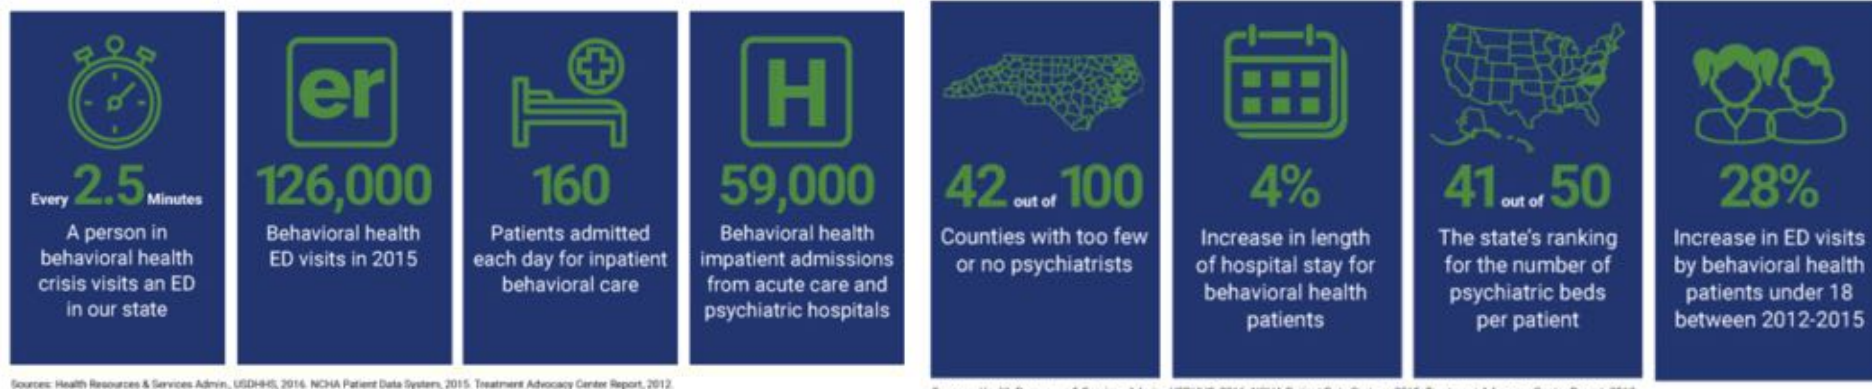 Every 2.5 Minutes
A person in
behavioral health
crisis visits an ED
in our state
er
126,000
Behavioral health
ED visits in 2015
160
Patients admitted
each day for inpatient
behavioral care
H
59,000
Behavioral health
impatient admissions
from acute care and
psychiatric hospitals
42 out of 100
Counties with too few
or no psychiatrists
4%
Increase in length
of hospital stay for
behavioral health
patients
41 out of 50
The state's ranking
for the number of
psychiatric beds
per patient
28%
Increase in ED visits
by behavioral health
patients under 18
between 2012-2015
Sources: Health Resources & Services Admin., USDHHS, 2016. NCHA Patient Data System, 2015. Treatment Advocacy Center Report, 2012.